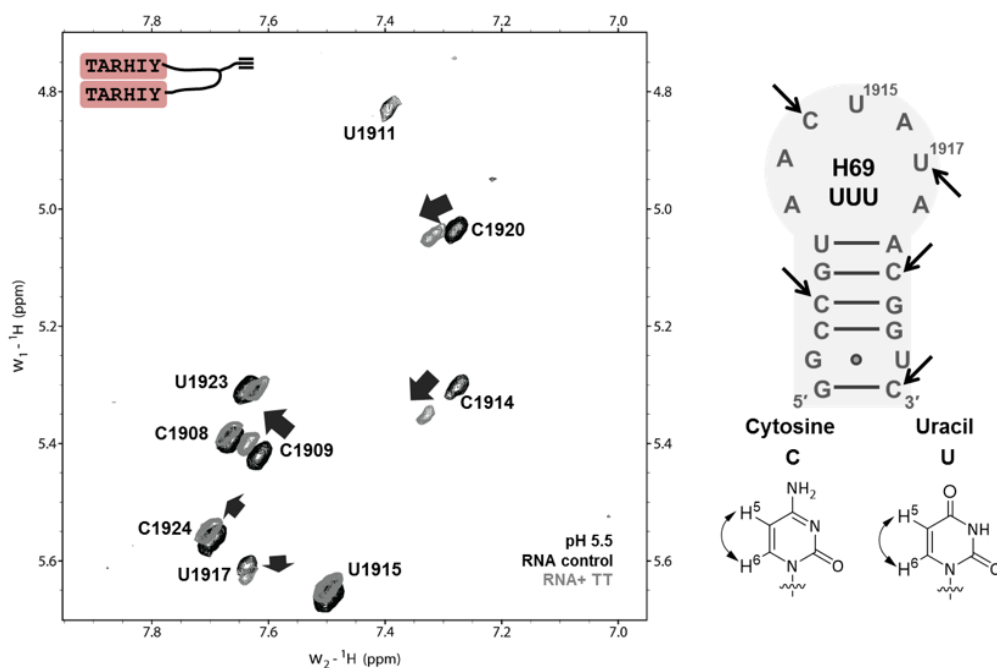 7.8 7.6 7.4 7.2 7.0
TARHIY
TARHIY
4.8
5.0
5.2
5.4
5.6
W₁ - ¹H (ppm)
U1911
C1920
U1923
C1914
C1908
C1909
C1924
U1917
U1915
pH 5.5
RNA control
RNA+ TT
7.8 7.6 7.4 7.2 7.0
W₂ - ¹H (ppm)
U 1915
C A
A U 1917
A A
H69
UUU
U A
G C
C G
C G
G U
5' G C 3'
Cytosine Uracil
C U
NH₂
H⁵
N
H⁶
N O
O
H⁵
NH
H⁶
N O